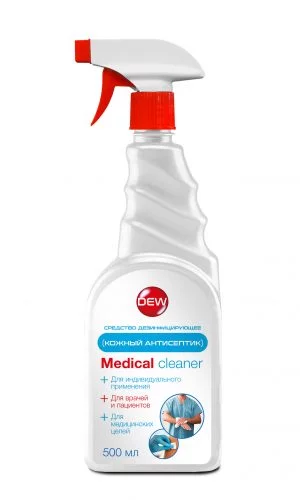 DEW
СРЕДСТВО ДЕЗИНФИЦИРУЮЩЕЕ
(КОЖНЫЙ АНТИСЕПТИК)
Medical cleaner
+ Для индивидуального
применения
+ Для врачей
и пациентов
+ Для
медицинских
целей
500 мл